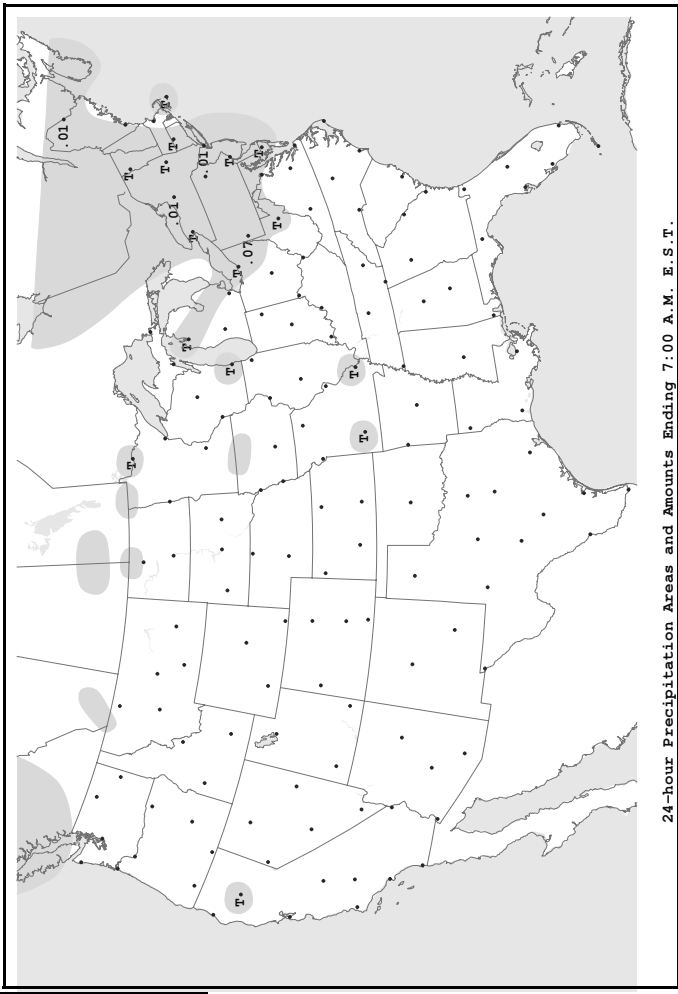 .01
T
T
T
T
T
.01
T
T
.01
T
T
T
T
.07
T
T
T
T
24-hour Precipitation Areas and Amounts Ending 7:00 A.M. E.S.T.